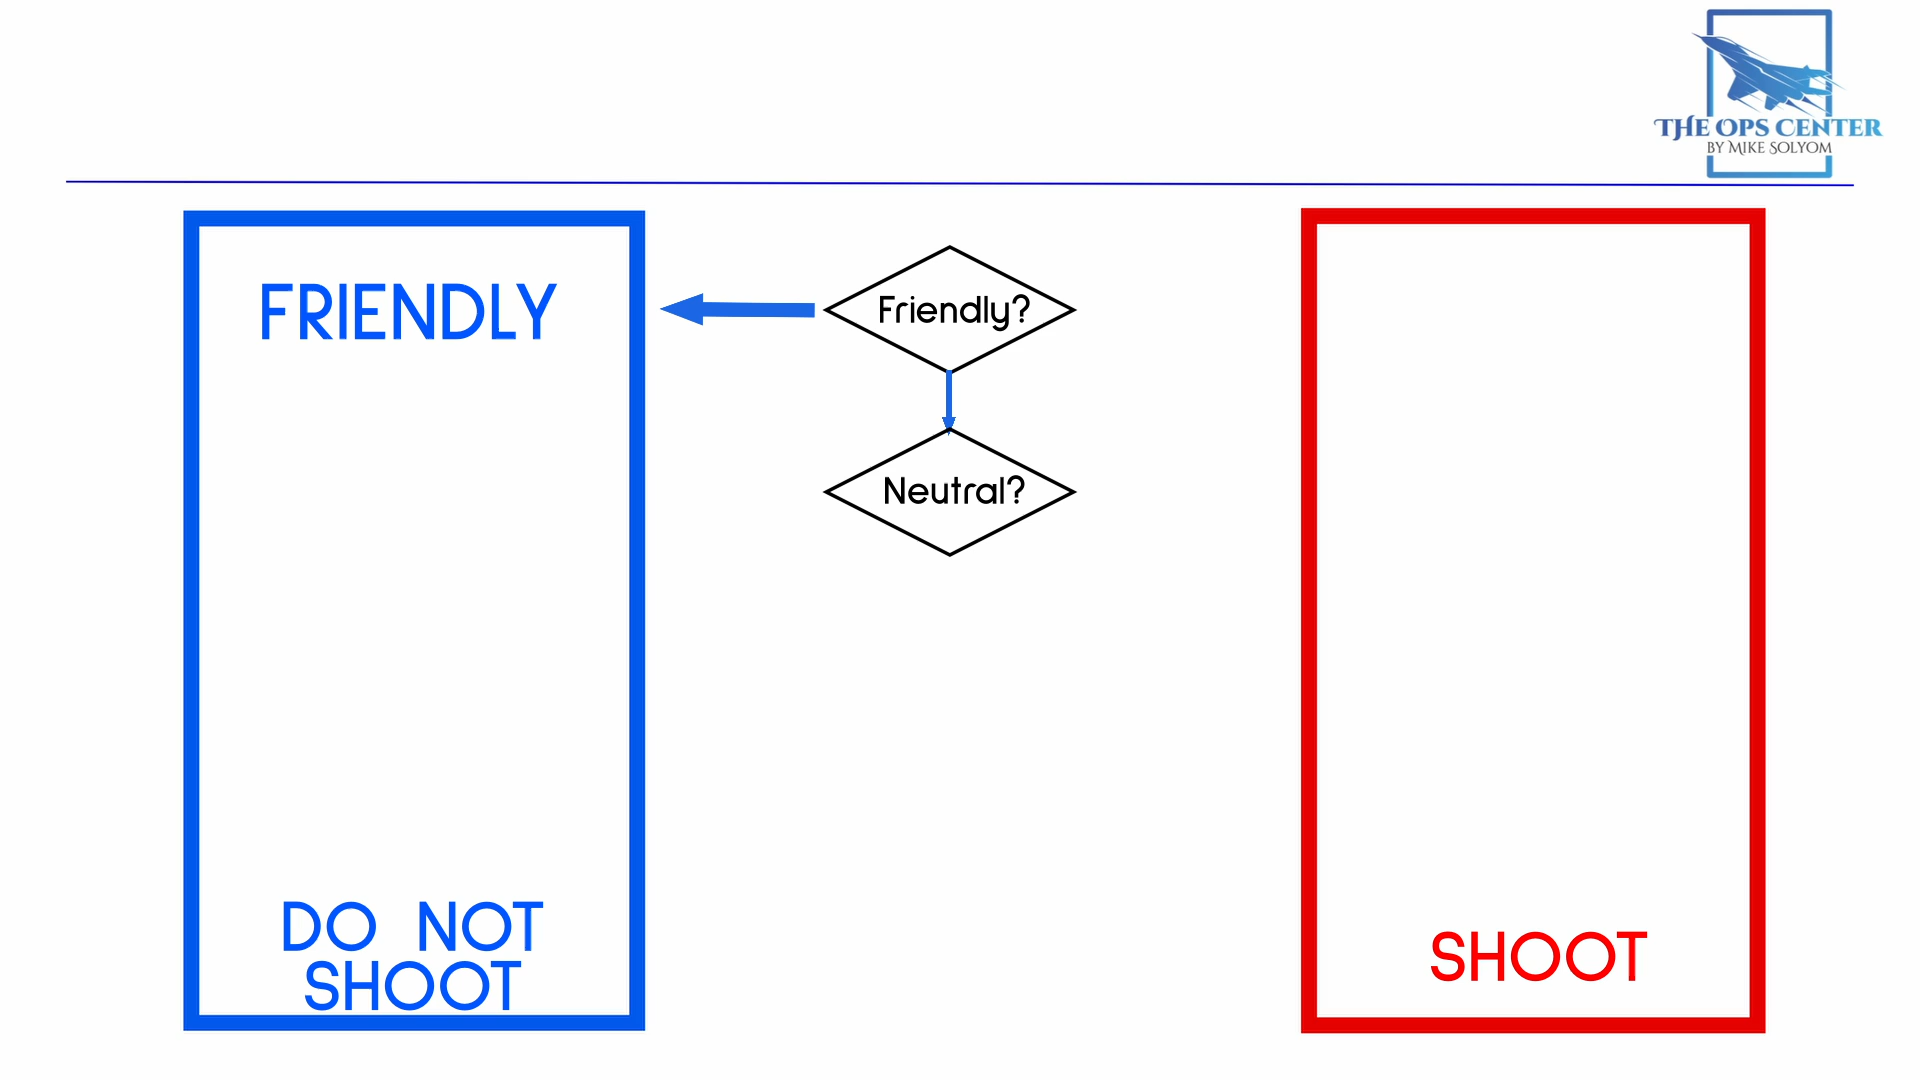 THE OPS CENTER
BY MIKE SOLYOM
FRIENDLY
Friendly?
Neutral?
DO NOT
SHOOT
SHOOT